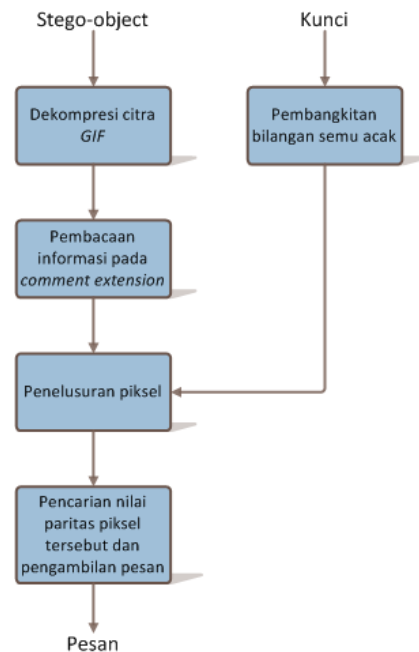 Stego-object
Kunci
Dekompresi citra
GIF
Pembangkitan
bilangan semu acak
Pembacaan
informasi pada
comment extension
Penelusuran piksel
Pencarian nilai
paritas piksel
tersebut dan
pengambilan pesan
Pesan